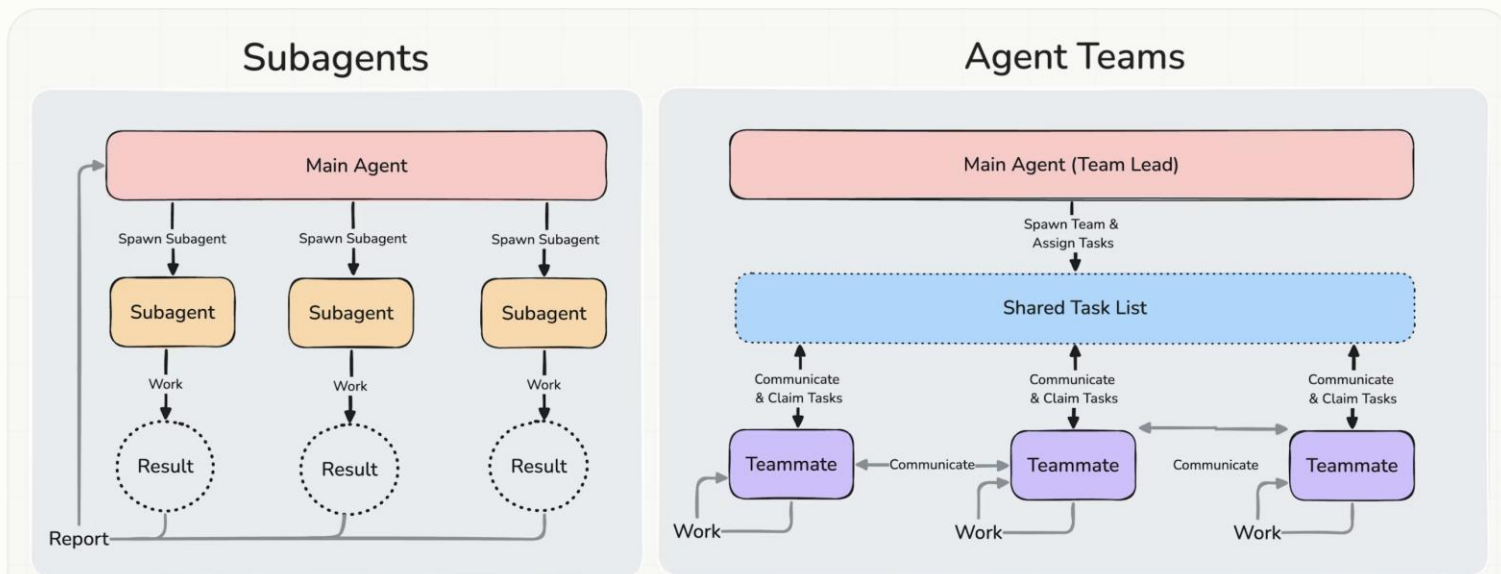 Subagents
Main Agent
Spawn Subagent
Spawn Subagent
Spawn Subagent
Subagent
Subagent
Subagent
Work
Work
Work
Result
Result
Result
Report
Agent Teams
Main Agent (Team Lead)
Spawn Team &
Assign Tasks
Shared Task List
Communicate
& Claim Tasks
Communicate
& Claim Tasks
Communicate
& Claim Tasks
Teammate
Communicate
Teammate
Communicate
Teammate
Work
Work
Work